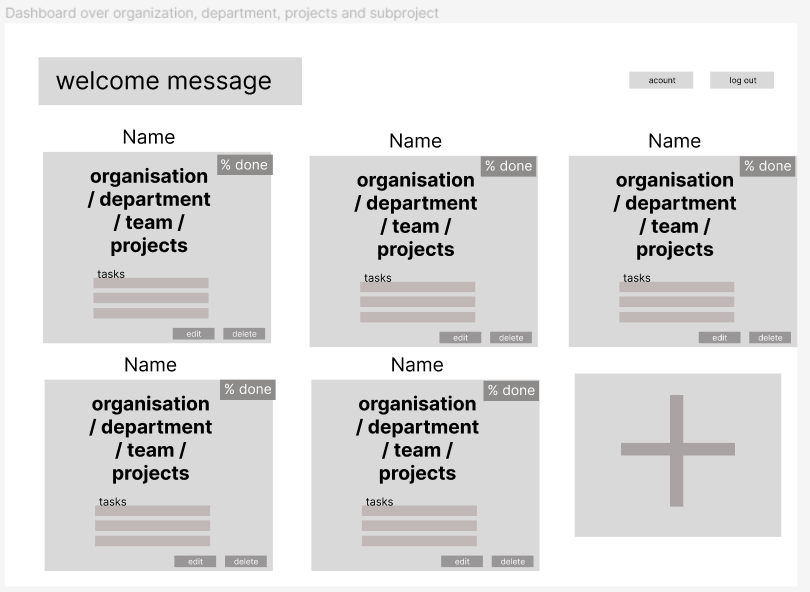 Dashboard over organization, department, projects and subproject
welcome message
acount
log out
Name
% done
organisation
/ department
/ team /
projects
tasks
edit
delete
Name
% done
organisation
/ department
/ team /
projects
tasks
edit
delete
Name
% done
organisation
/ department
/ team /
projects
tasks
edit
delete
Name
% done
organisation
/ department
/ team /
projects
tasks
edit
delete
Name
% done
organisation
/ department
/ team /
projects
tasks
edit
delete